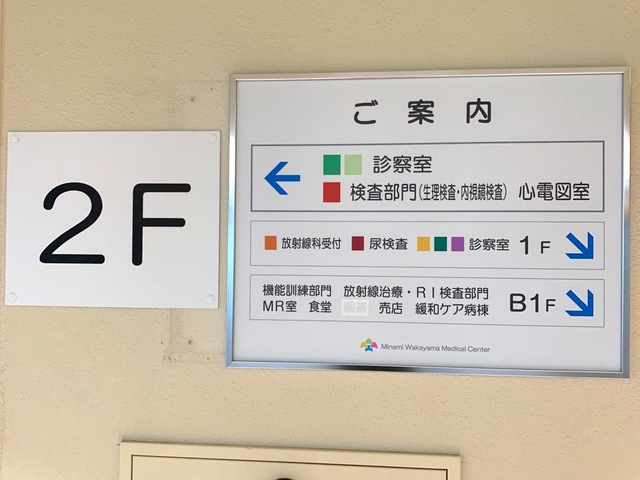 2F
ご案内
診察室
検査部門(生理検査・内視鏡検査) 心電図室
放射線科受付 尿検査 診察室 1F
機能訓練部門 放射線治療・RI検査部門
MR室 食堂 喫茶 売店 緩和ケア病棟 B1F
Minami Wakayama Medical Center